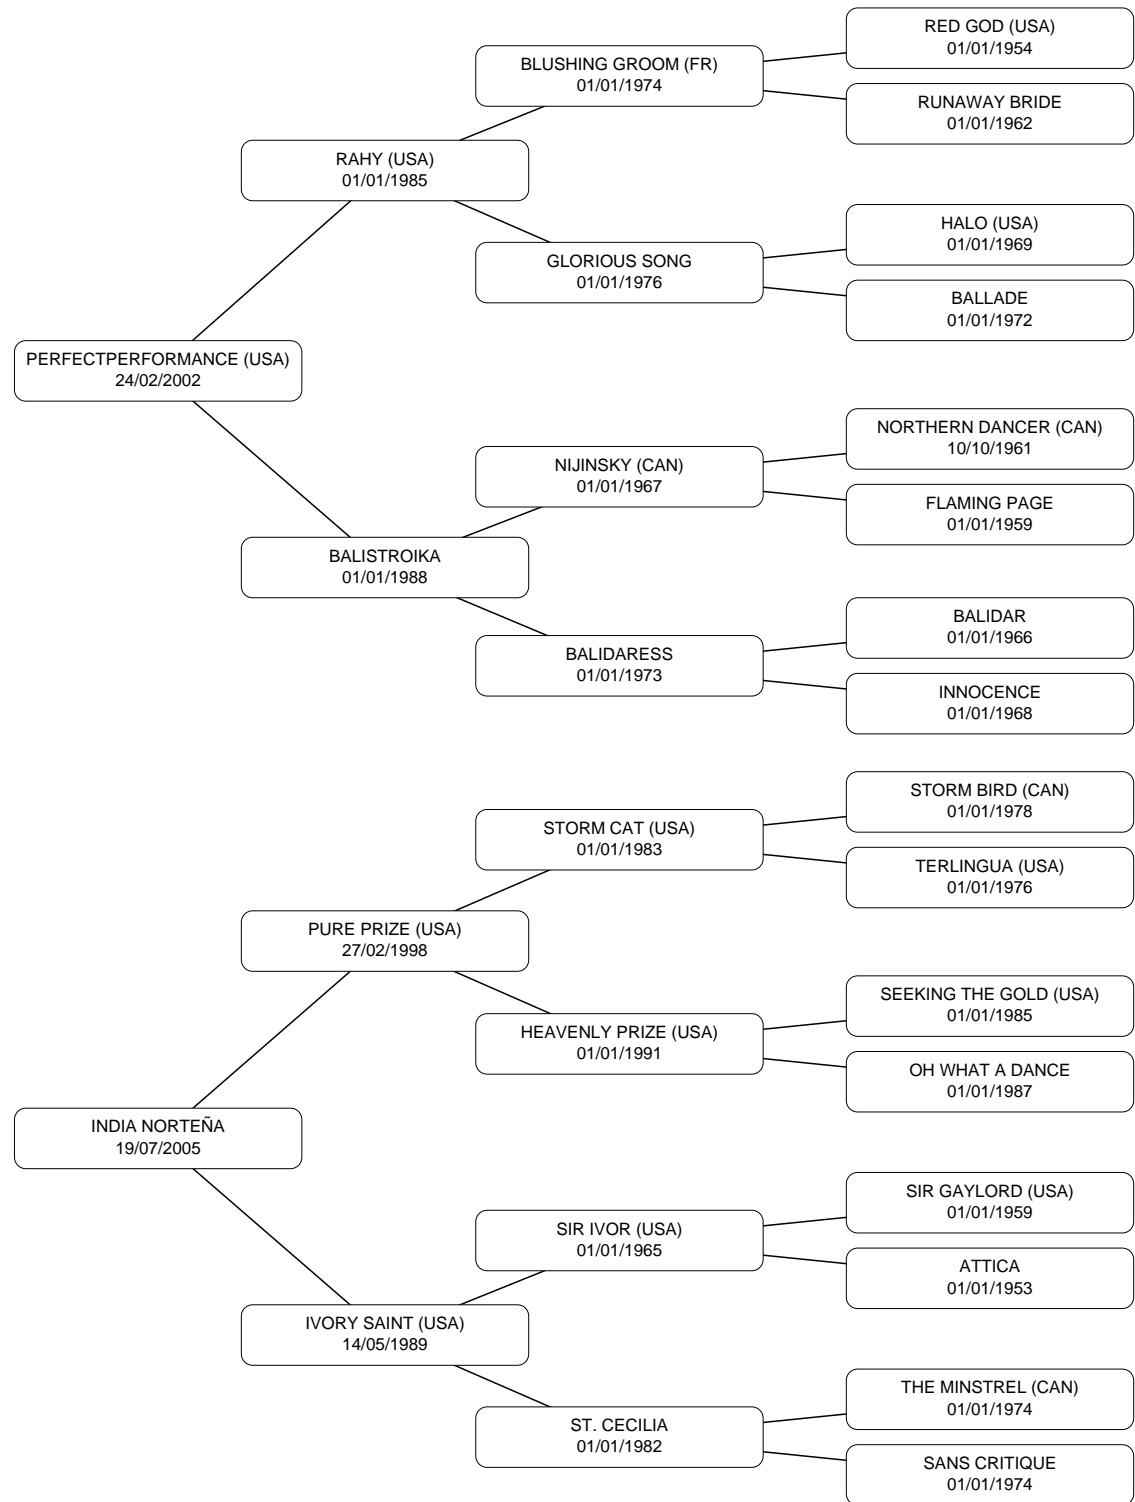 RED GOD (USA)
01/01/1954
BLUSHING GROOM (FR)
01/01/1974
RUNAWAY BRIDE
01/01/1962
RAHY (USA)
01/01/1985
HALO (USA)
01/01/1969
GLORIOUS SONG
01/01/1976
BALLADE
01/01/1972
PERFECTPERFORMANCE (USA)
24/02/2002
NORTHERN DANCER (CAN)
10/10/1961
NIJINSKY (CAN)
01/01/1967
FLAMING PAGE
01/01/1959
BALISTROIKA
01/01/1988
BALIDAR
01/01/1966
BALIDARESS
01/01/1973
INNOCENCE
01/01/1968
STORM BIRD (CAN)
01/01/1978
STORM CAT (USA)
01/01/1983
TERLINGUA (USA)
01/01/1976
PURE PRIZE (USA)
27/02/1998
SEEKING THE GOLD (USA)
01/01/1985
HEAVENLY PRIZE (USA)
01/01/1991
OH WHAT A DANCE
01/01/1987
INDIA NORTEÑA
19/07/2005
SIR GAYLORD (USA)
01/01/1959
SIR IVOR (USA)
01/01/1965
ATTICA
01/01/1953
IVORY SAINT (USA)
14/05/1989
THE MINSTREL (CAN)
01/01/1974
ST. CECILIA
01/01/1982
SANS CRITIQUE
01/01/1974